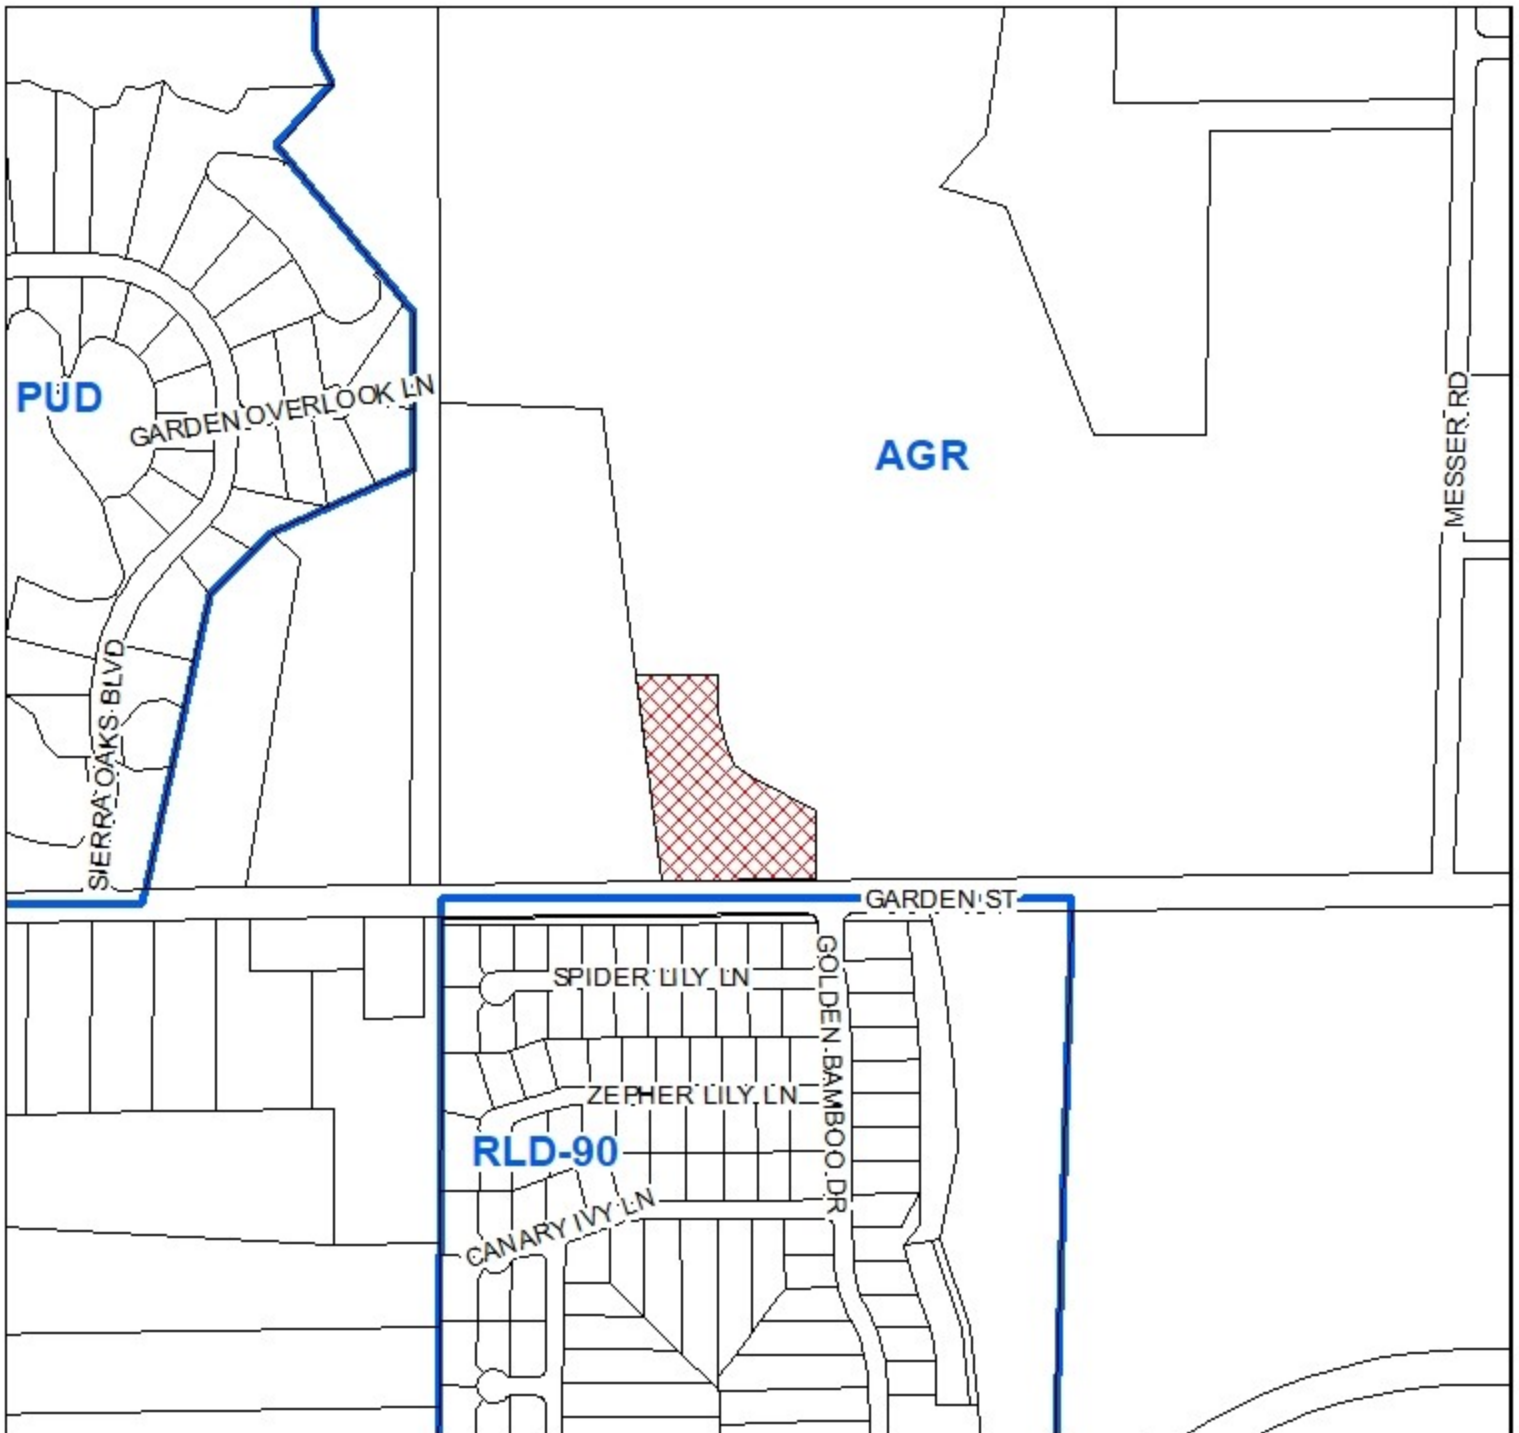 PUD
GARDEN OVERLOOK LN
AGR
MESSER RD
SIERRA OAKS BLVD
GARDEN ST
SPIDER LILY LN
GOLDEN BAMBOO DR
ZEPHER LILY LN
RLD-90
CANARY IVY LN